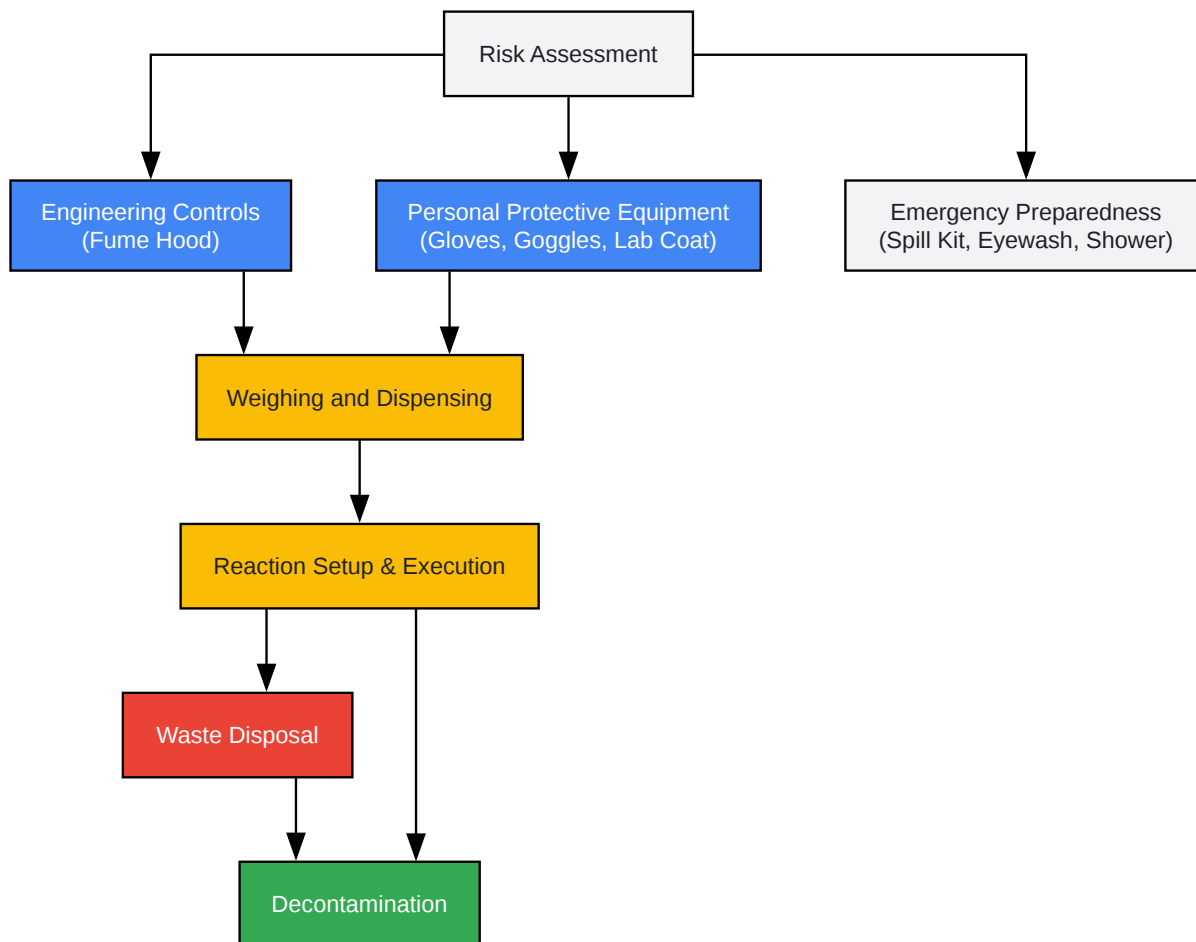 Risk Assessment
Engineering Controls
(Fume Hood)
Personal Protective Equipment
(Gloves, Goggles, Lab Coat)
Emergency Preparedness
(Spill Kit, Eyewash, Shower)
Weighing and Dispensing
Reaction Setup & Execution
Waste Disposal
Decontamination